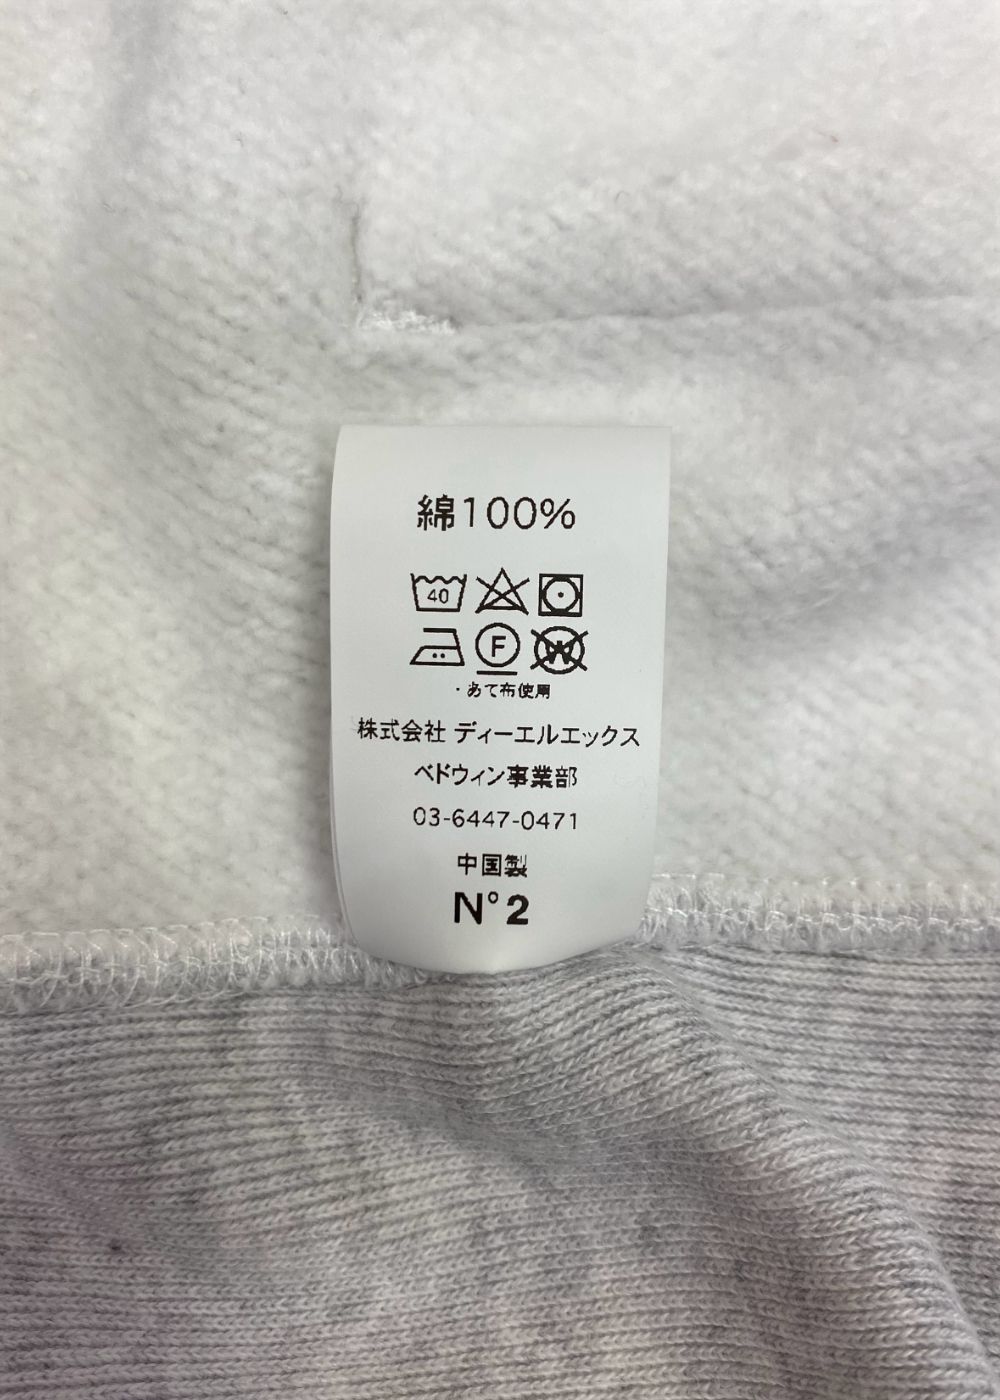 綿100%
40
F W
・あて布使用
株式会社 ディーエルエックス
ベドウィン事業部
03-6447-0471
中国製
N°2